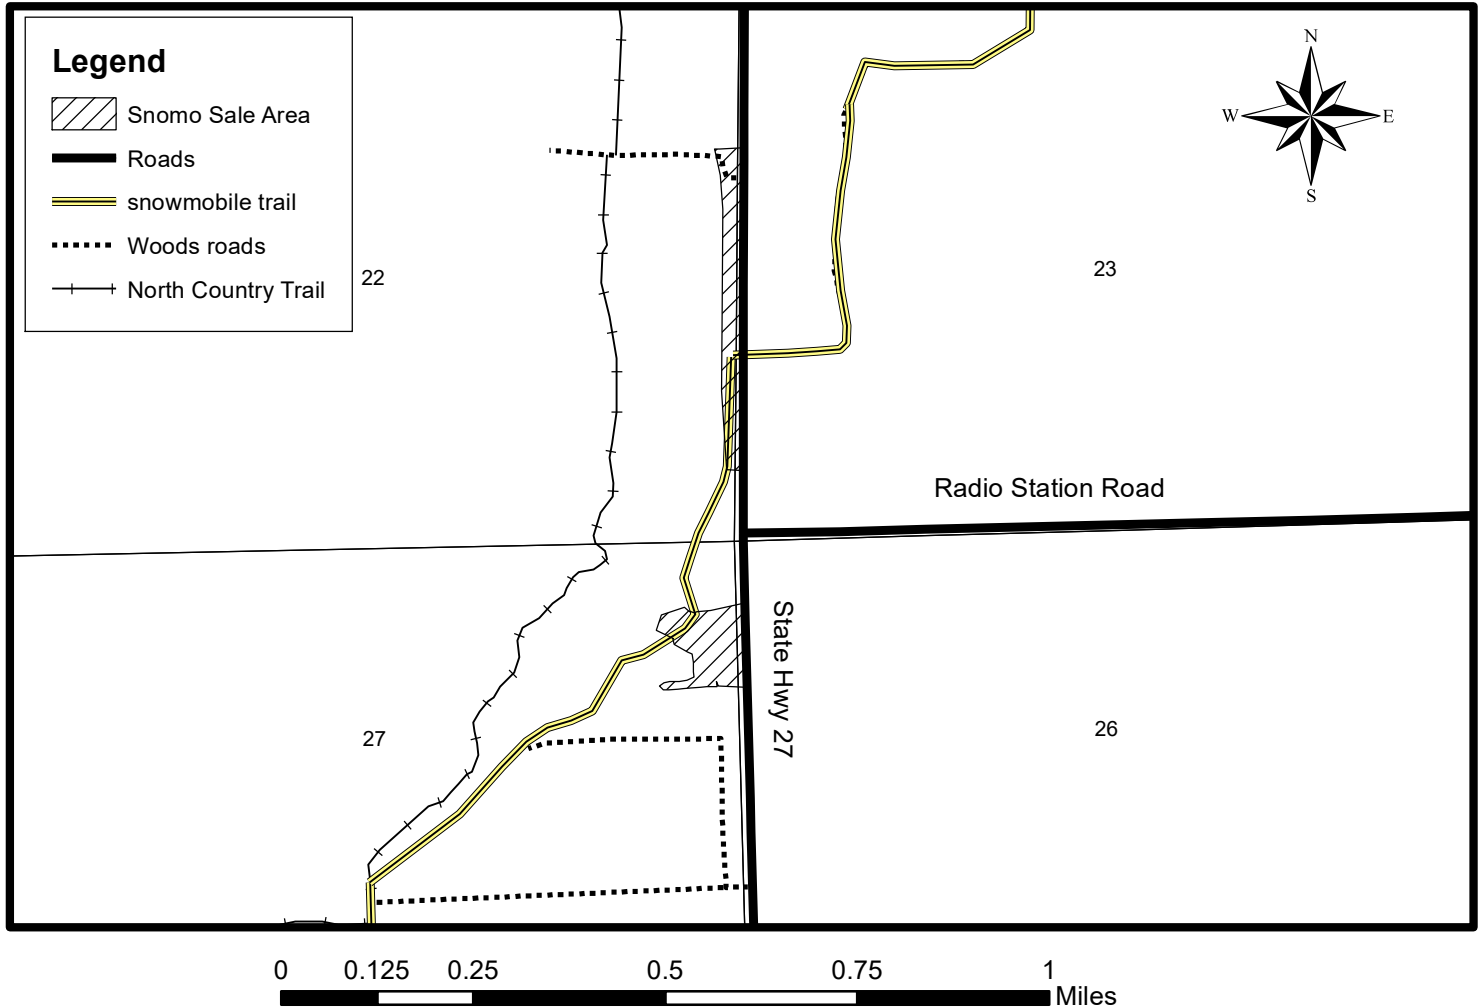 Legend
Snomo Sale Area
Roads
snowmobile trail
Woods roads
North Country Trail
N
W E
S
22
23
Radio Station Road
State Hwy 27
27
26
0 0.125 0.25 0.5 0.75 1
Miles